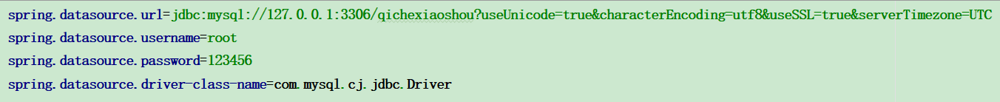 spring.datasource.url=jdbc:mysql://127.0.0.1:3306/qichexiaoshou?useUnicode=true&characterEncoding=utf8&useSSL=true&serverTimezone=UTC
spring.datasource.username=root
spring.datasource.password=123456
spring.datasource.driver-class-name=com.mysql.cj.jdbc.Driver